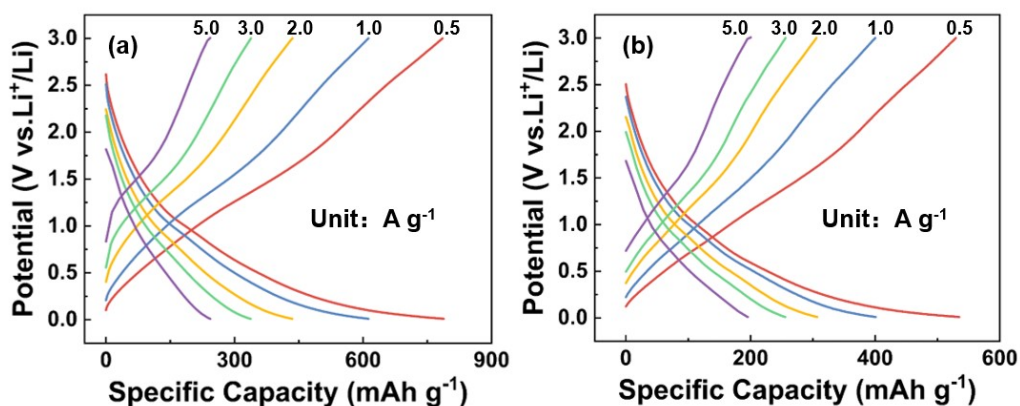 (a)
5.0 3.0 2.0 1.0 0.5
3.0
2.5
2.0
1.5
1.0
0.5
0.0
Potential (V vs.Li⁺/Li)
Unit：A g⁻¹
0 300 600 900
Specific Capacity (mAh g⁻¹)
(b)
5.0 3.0 2.0 1.0 0.5
3.0
2.5
2.0
1.5
1.0
0.5
0.0
Potential (V vs.Li⁺/Li)
Unit：A g⁻¹
0 200 400 600
Specific Capacity (mAh g⁻¹)